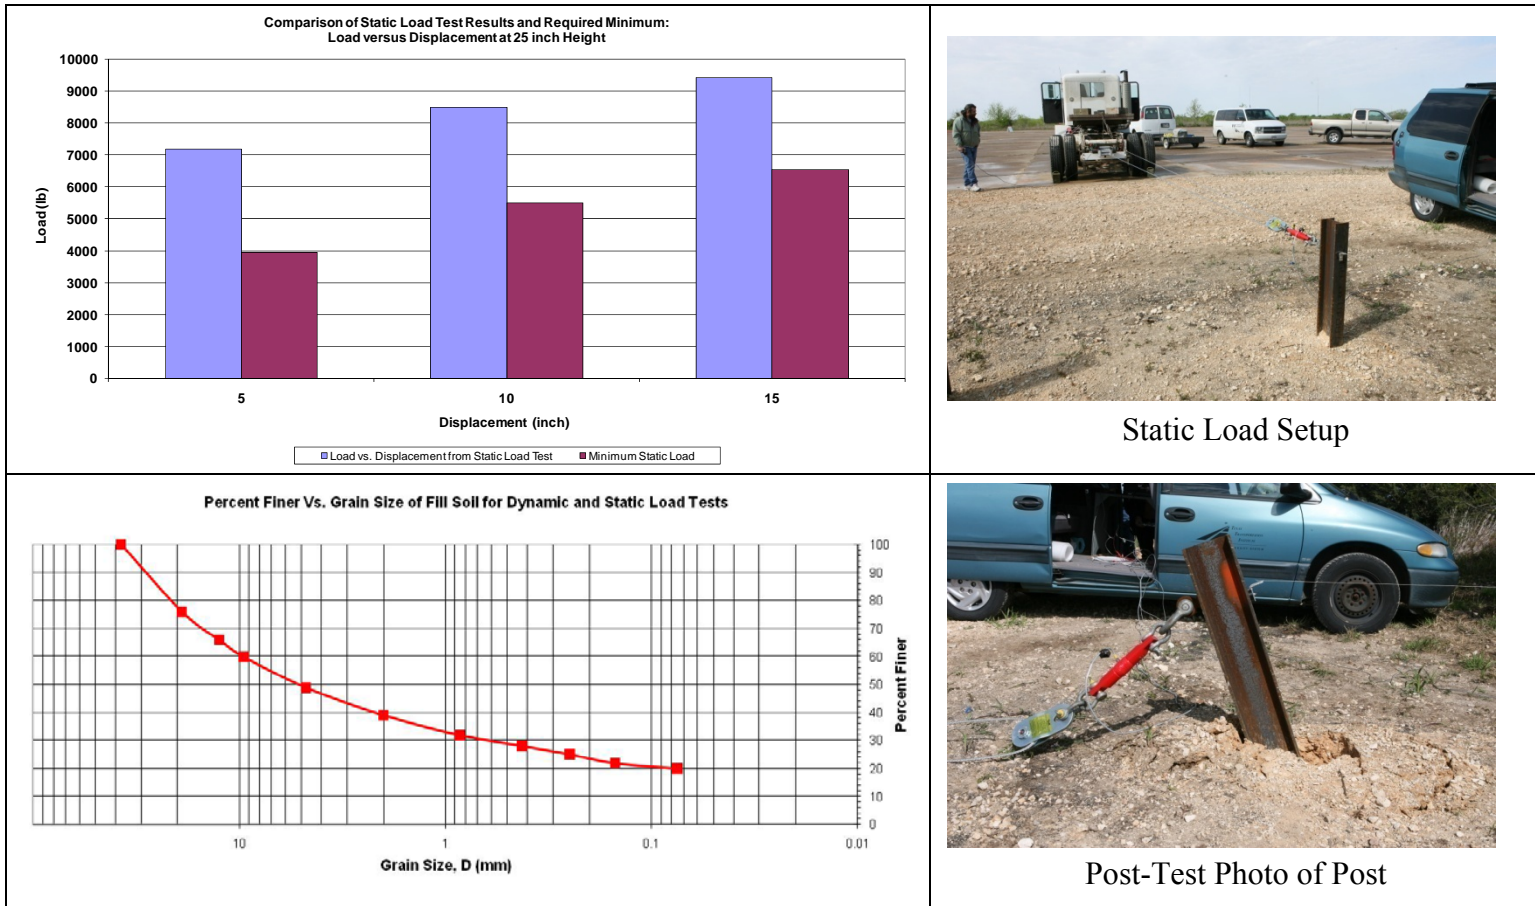 Comparison of Static Load Test Results and Required Minimum:
Load versus Displacement at 25 inch Height
10000
9000
8000
7000
6000
5000
4000
3000
2000
1000
0
Load (lb)
5
10
15
Displacement (inch)
Load vs. Displacement from Static Load Test
Minimum Static Load
Static Load Setup
Percent Finer Vs. Grain Size of Fill Soil for Dynamic and Static Load Tests
100
90
80
70
60
50
40
30
20
10
0
Percent Finer
10
1
0.1
0.01
Grain Size, D (mm)
Post-Test Photo of Post